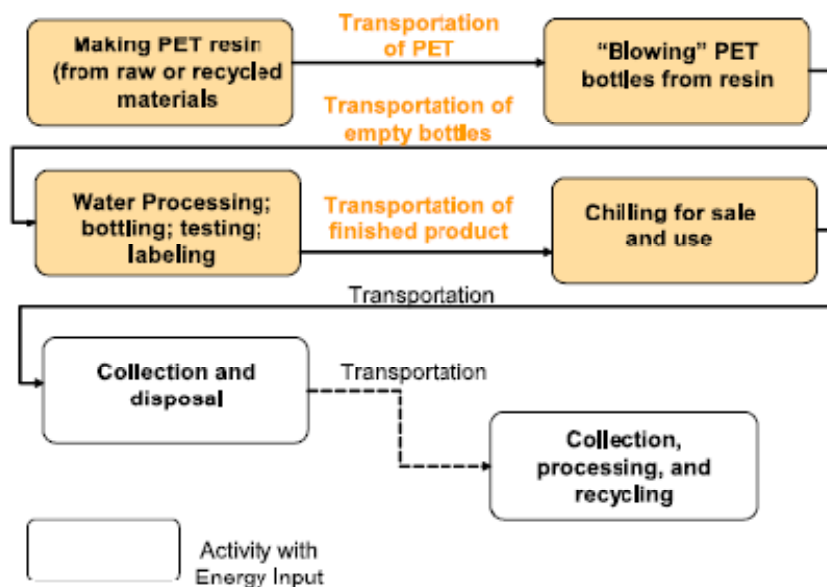 Making PET resin
(from raw or recycled
materials
Transportation
of PET
“Blowing” PET
bottles from resin
Transportation of
empty bottles
Water Processing;
bottling; testing;
labeling
Transportation of
finished product
Chilling for sale
and use
Transportation
Collection and
disposal
Transportation
Collection,
processing, and
recycling
Activity with
Energy Input